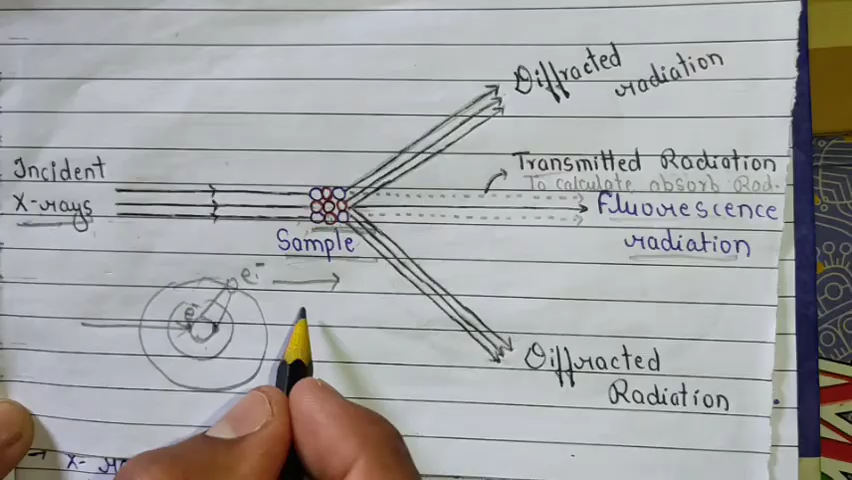 Diffracted
radiation
Incident
X-rays
Transmitted Radiation
To calculate absorb Rad.
Fluorescence
radiation
Sample
e-
e-
Diffracted
Radiation
→ X-